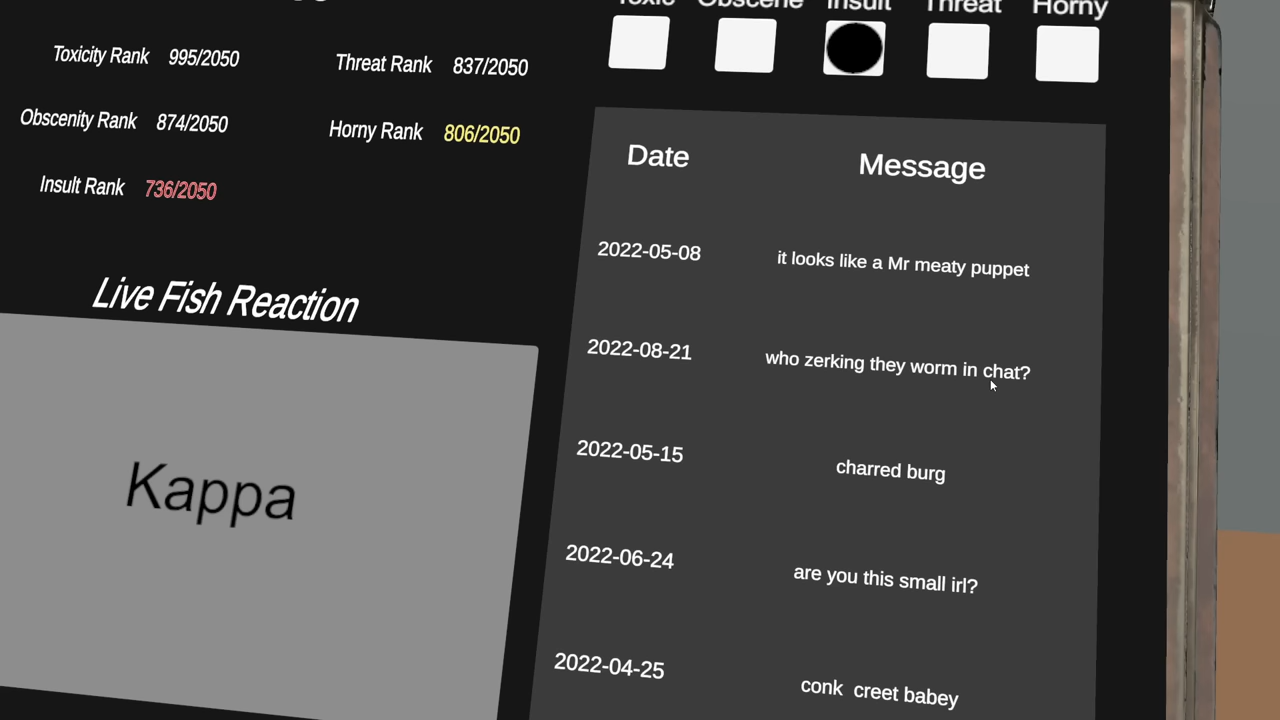 Toxic Obscene Insult Threat Horny
Toxicity Rank 995/2050
Threat Rank 837/2050
Obscenity Rank 874/2050
Horny Rank 806/2050
Insult Rank 736/2050
Live Fish Reaction
Kappa
Date Message
2022-05-08 it looks like a Mr meaty puppet
2022-08-21 who zerking they worm in chat?
2022-05-15 charred burg
2022-06-24 are you this small irl?
2022-04-25 conk creet babey